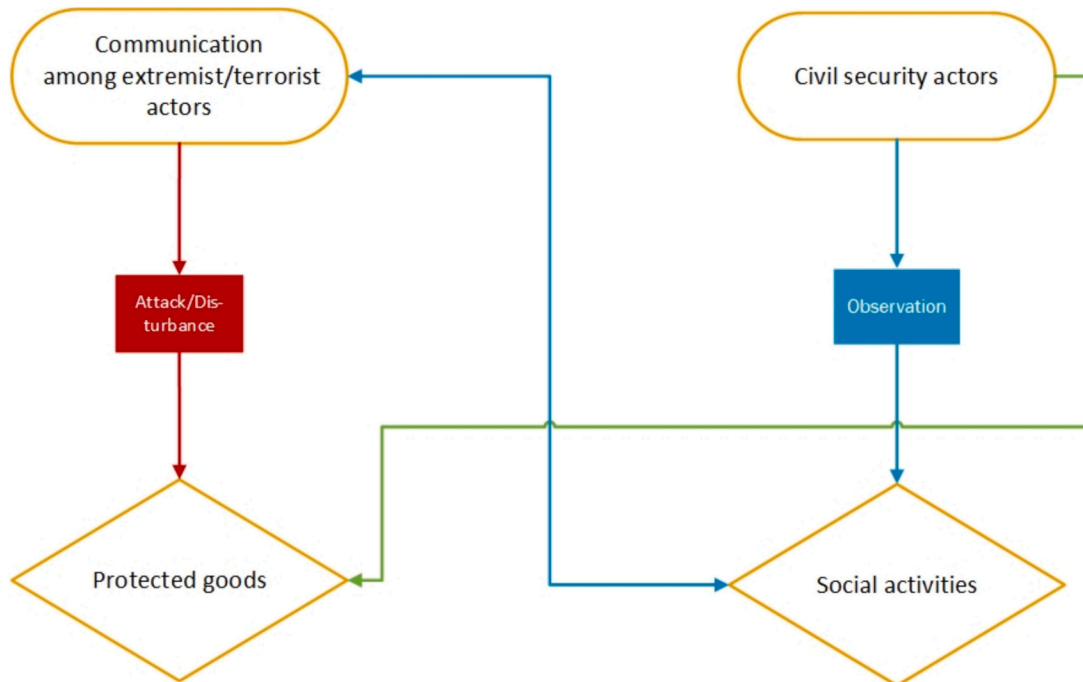 Communication
among extremist/terrorist
actors
Civil security actors
Attack/Dis-
turbance
Observation
Protected goods
Social activities